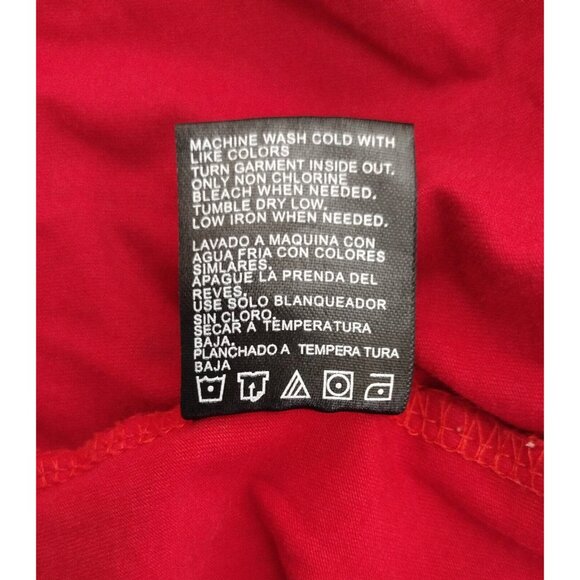 MACHINE WASH COLD WITH
LIKE COLORS
TURN GARMENT INSIDE OUT.
ONLY NON CHLORINE
BLEACH WHEN NEEDED.
TUMBLE DRY LOW.
LOW IRON WHEN NEEDED.
LAVADO A MAQUINA CON
AGUA FRIA CON COLORES
SIMLARES.
APAGUE LA PRENDA DEL
REVES.
USE SOLO BLANQUEADOR
SIN CLORO.
SECAR A TEMPERATURA
BAJA.
PLANCHADO A TEMPERA TURA
BAJA